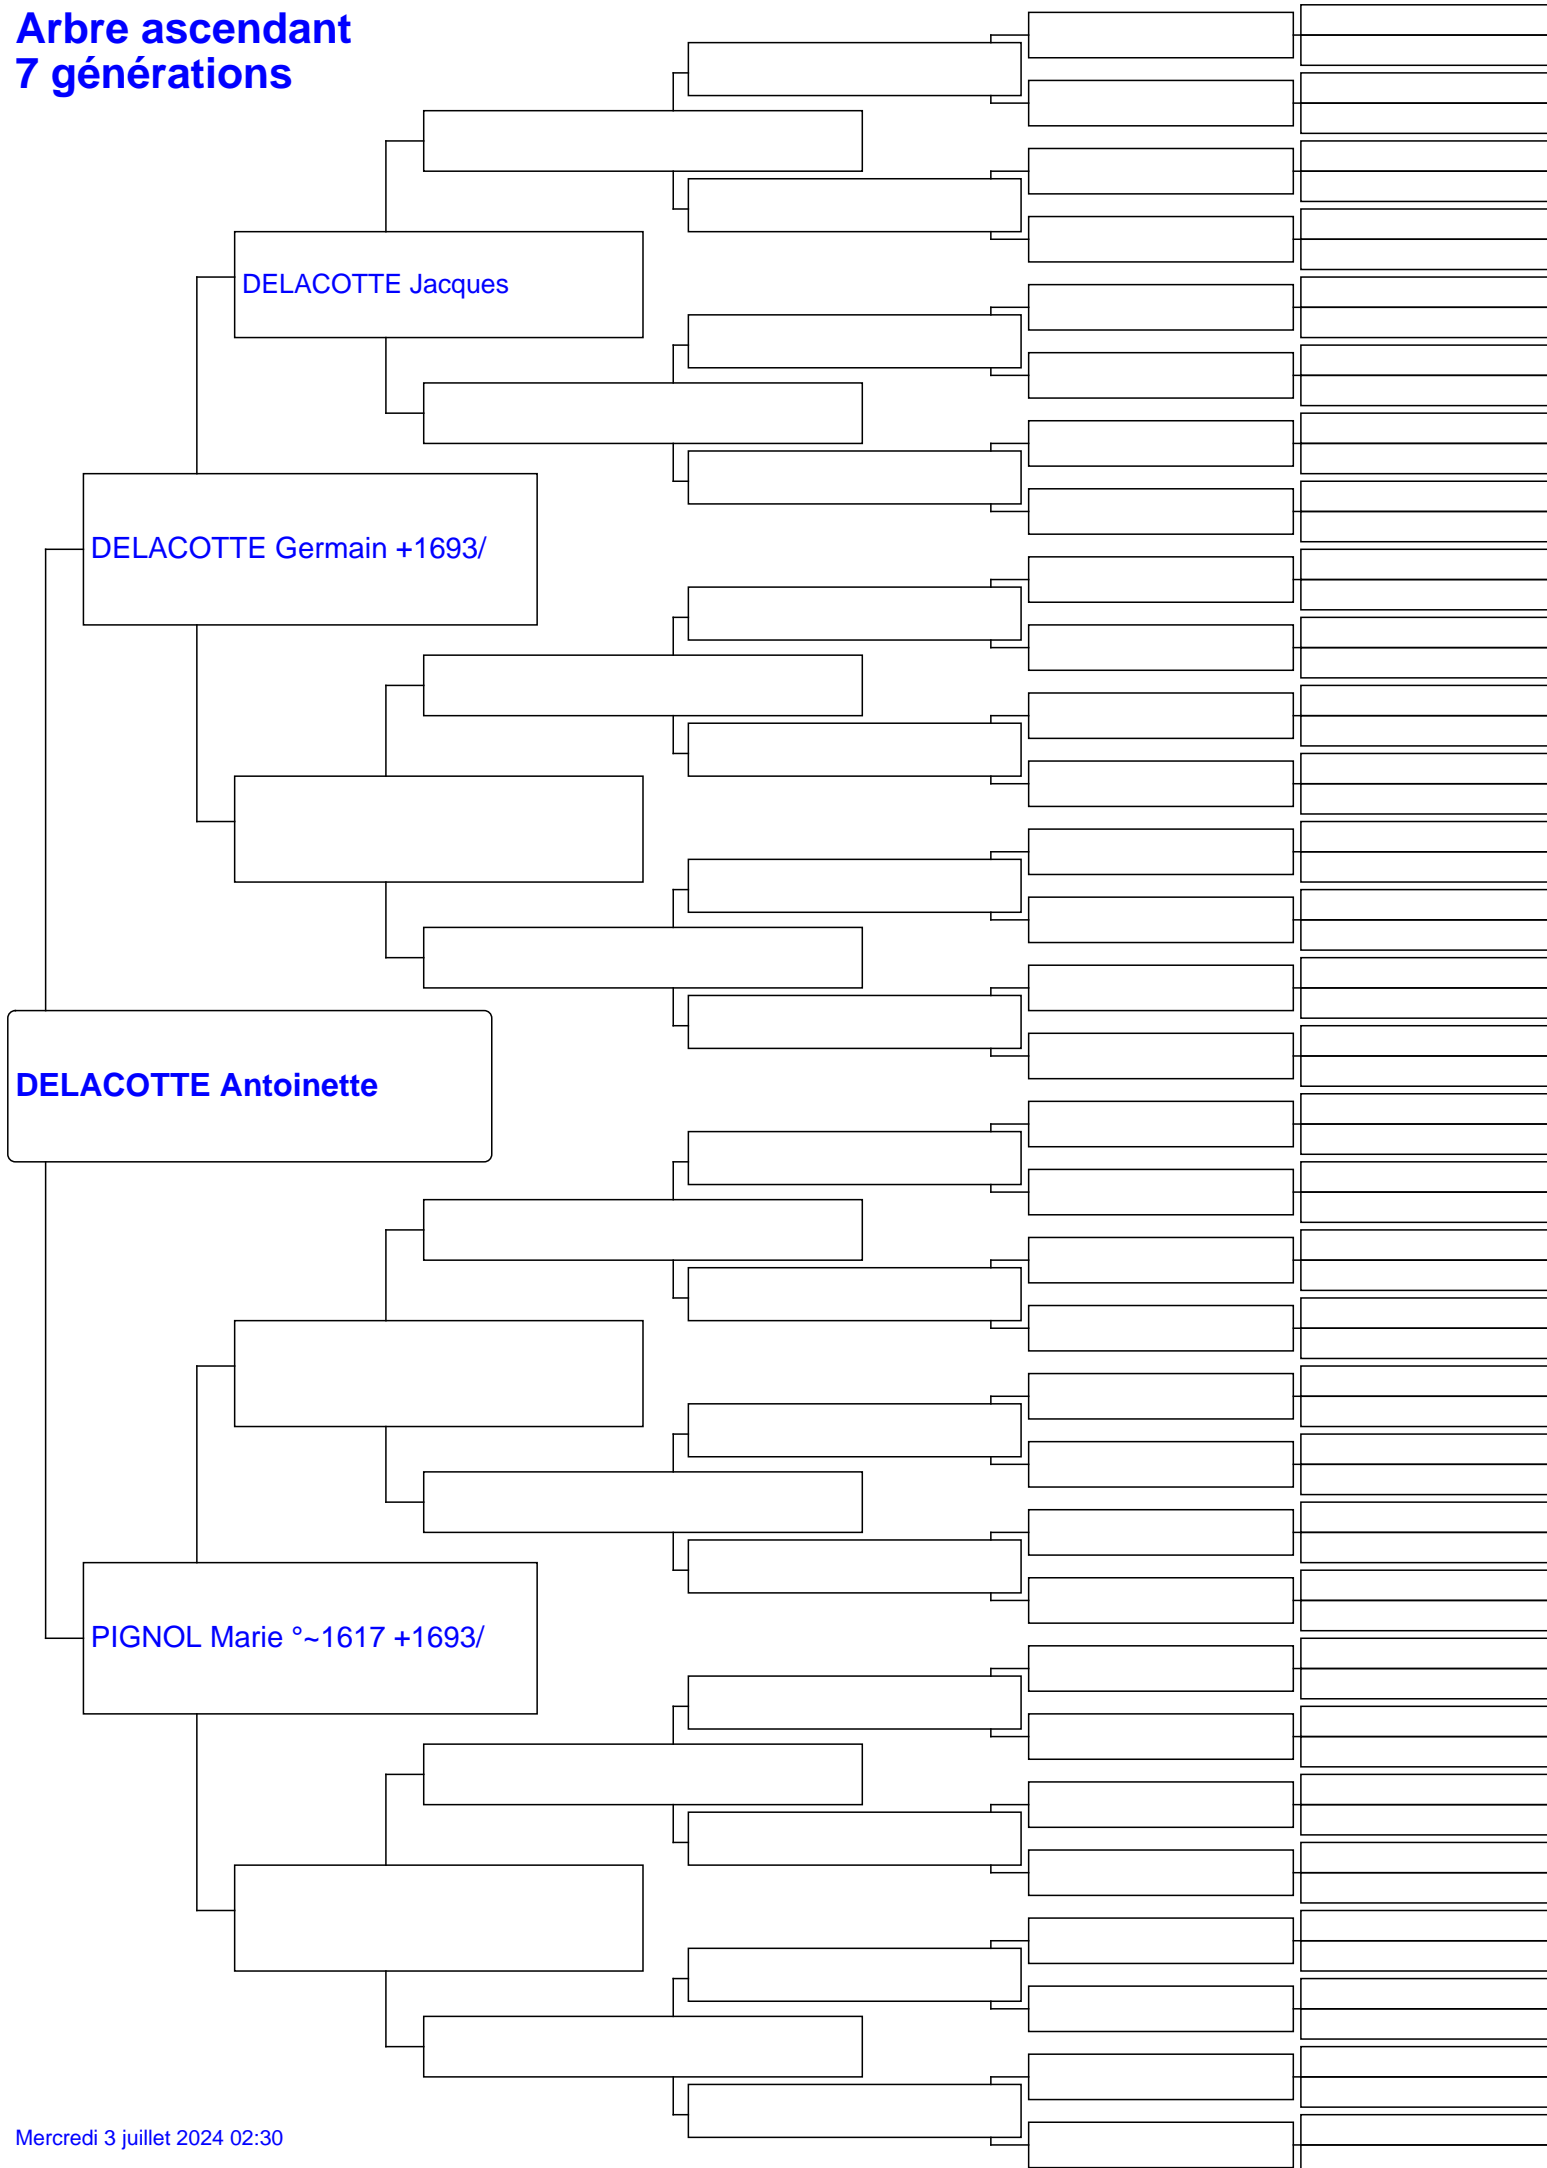 Arbre ascendant
7 générations
DELACOTTE Jacques
DELACOTTE Germain +1693/
DELACOTTE Antoinette
PIGNOL Marie °~1617 +1693/
Mercredi 3 juillet 2024 02:30